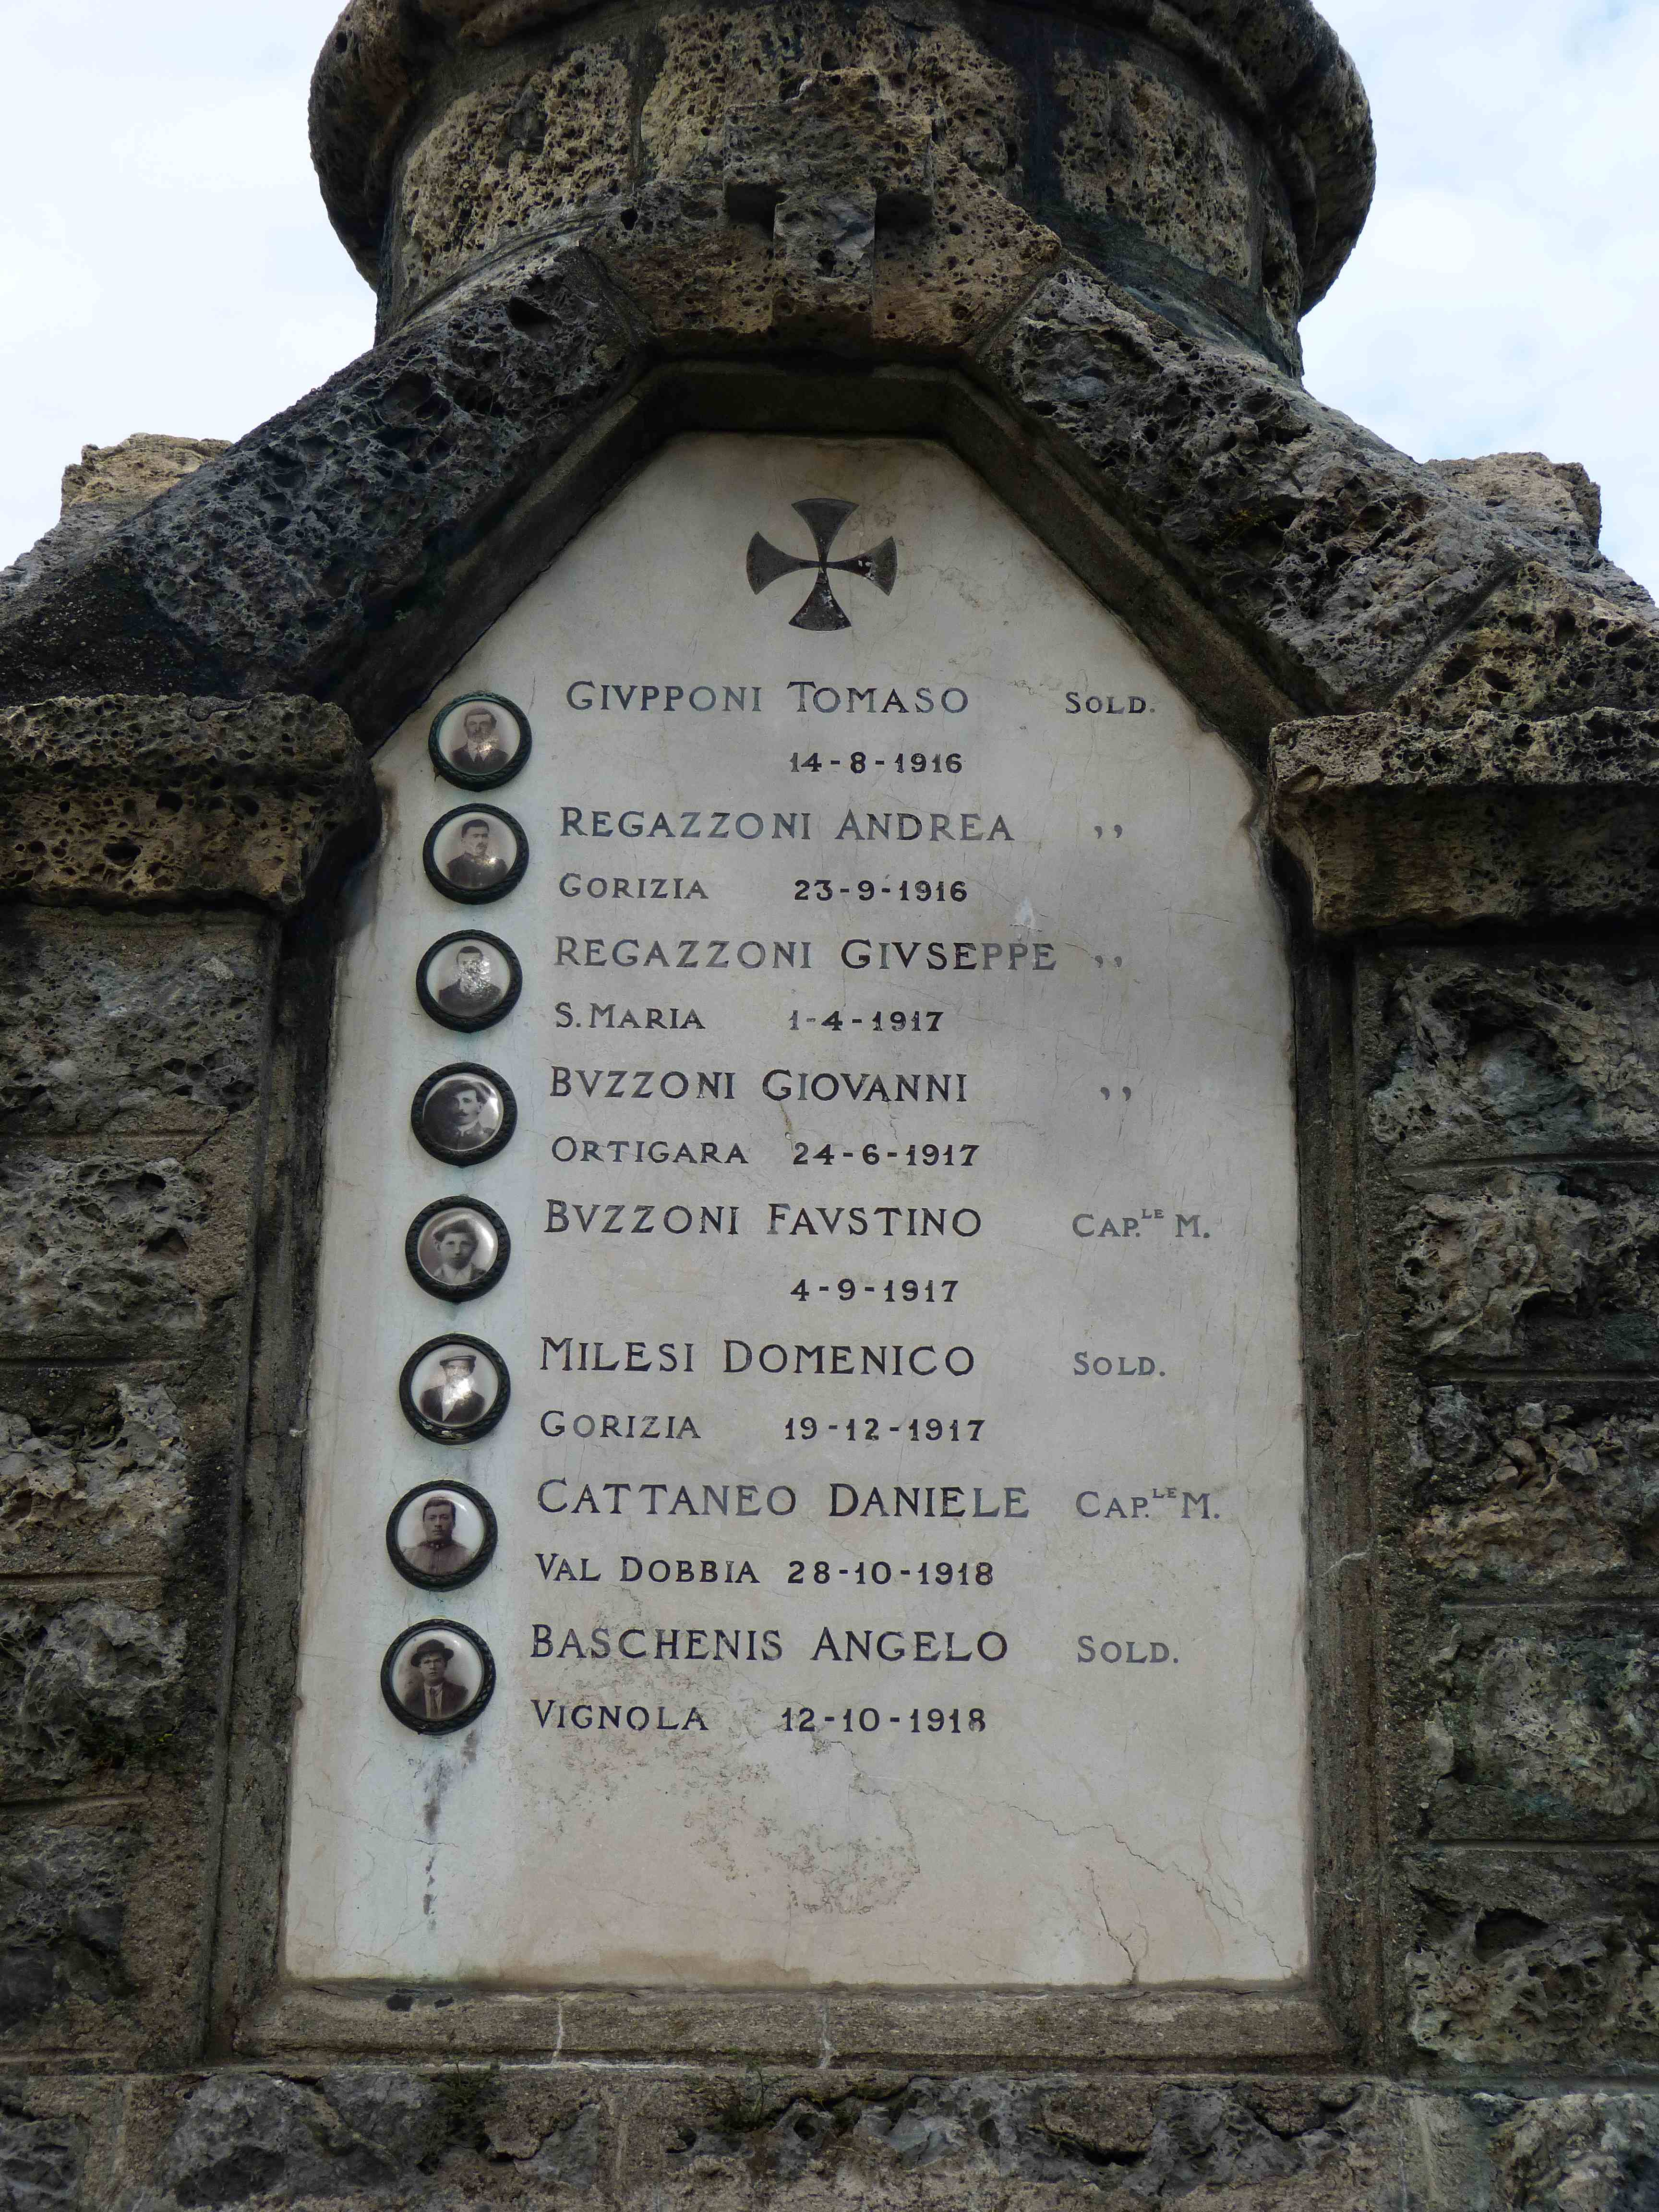 GIVPPONI TOMASO SOLD.
14-8-1916
REGAZZONI ANDREA ,,
GORIZIA 23-9-1916
REGAZZONI GIVSEPPE ,,
S. MARIA 1-4-1917
BVZZONI GIOVANNI ,,
ORTIGARA 24-6-1917
BVZZONI FAVSTINO CAP.LE M.
4-9-1917
MILESI DOMENICO SOLD.
GORIZIA 19-12-1917
CATTANEO DANIELE CAP.LE M.
VAL DOBBIA 28-10-1918
BASCHENIS ANGELO SOLD.
VIGNOLA 12-10-1918